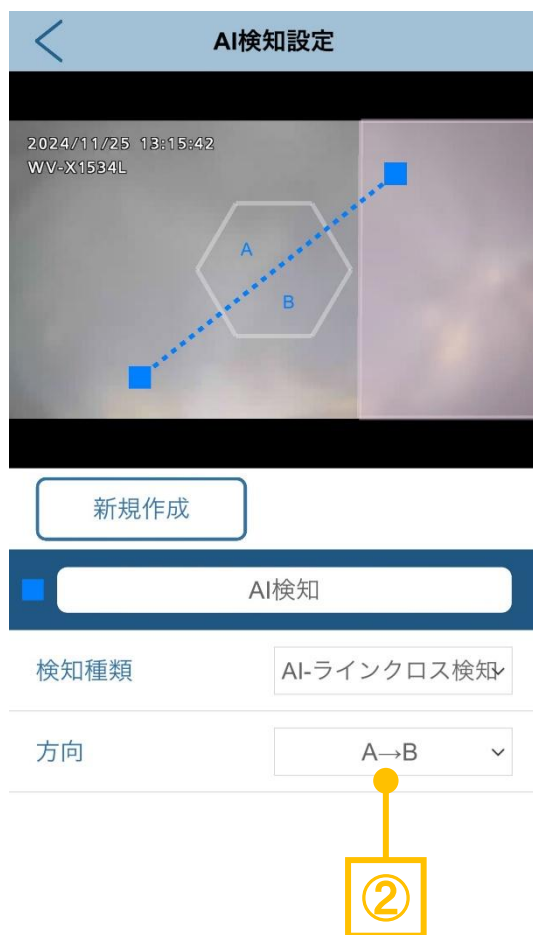 AI検知設定
2024/11/25 13:15:42
WV-X1534L
A
B
新規作成
AI検知
検知種類
AI-ラインクロス検知
方向
A→B
②